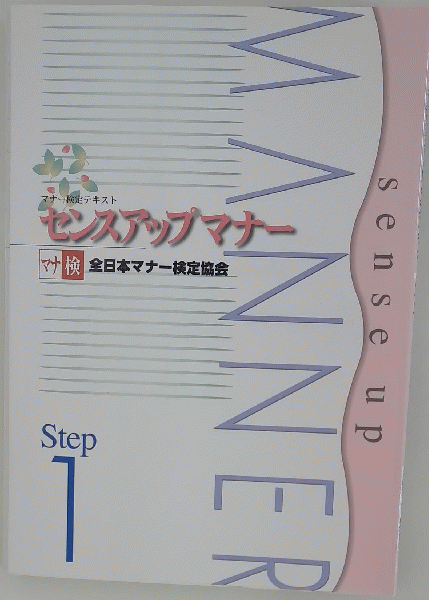 MANNER
sense up
マナー検定テキスト
センスアップマナー
マナ検 全日本マナー検定協会
Step
1